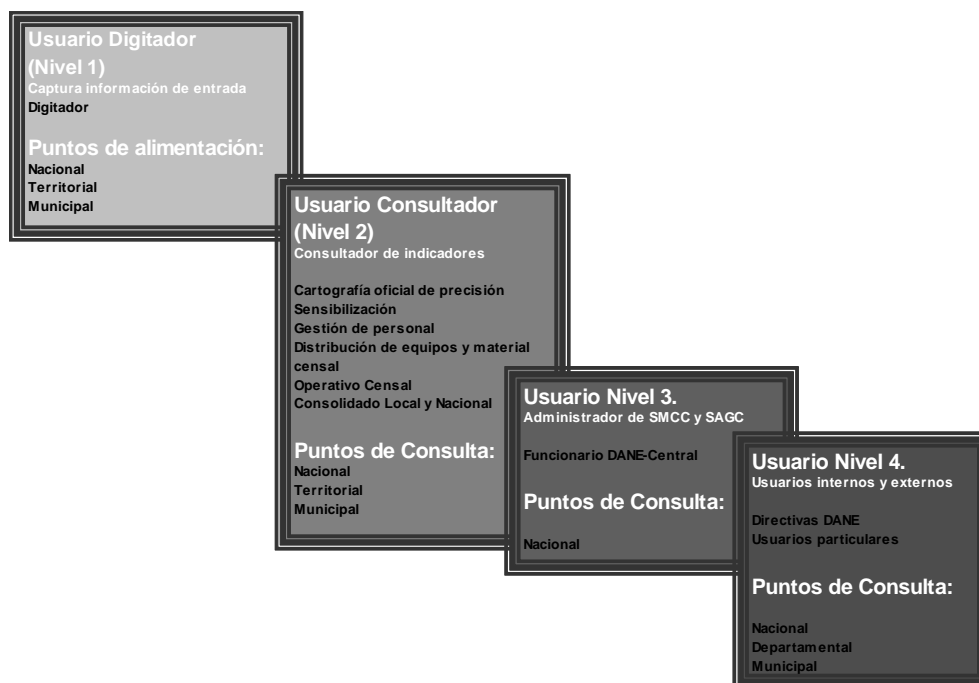 Usuario Digitador
(Nivel 1)
Captura información de entrada
Digitador
Puntos de alimentación:
Nacional
Territorial
Municipal
Usuario Consultador
(Nivel 2)
Consultador de indicadores
Cartografía oficial de precisión
Sensibilización
Gestión de personal
Distribución de equipos y material
censal
Operativo Censal
Consolidado Local y Nacional
Puntos de Consulta:
Nacional
Territorial
Municipal
Usuario Nivel 3.
Administrador de SMCC y SAGC
Funcionario DANE-Central
Puntos de Consulta:
Nacional
Usuario Nivel 4.
Usuarios internos y externos
Directivas DANE
Usuarios particulares
Puntos de Consulta:
Nacional
Departamental
Municipal